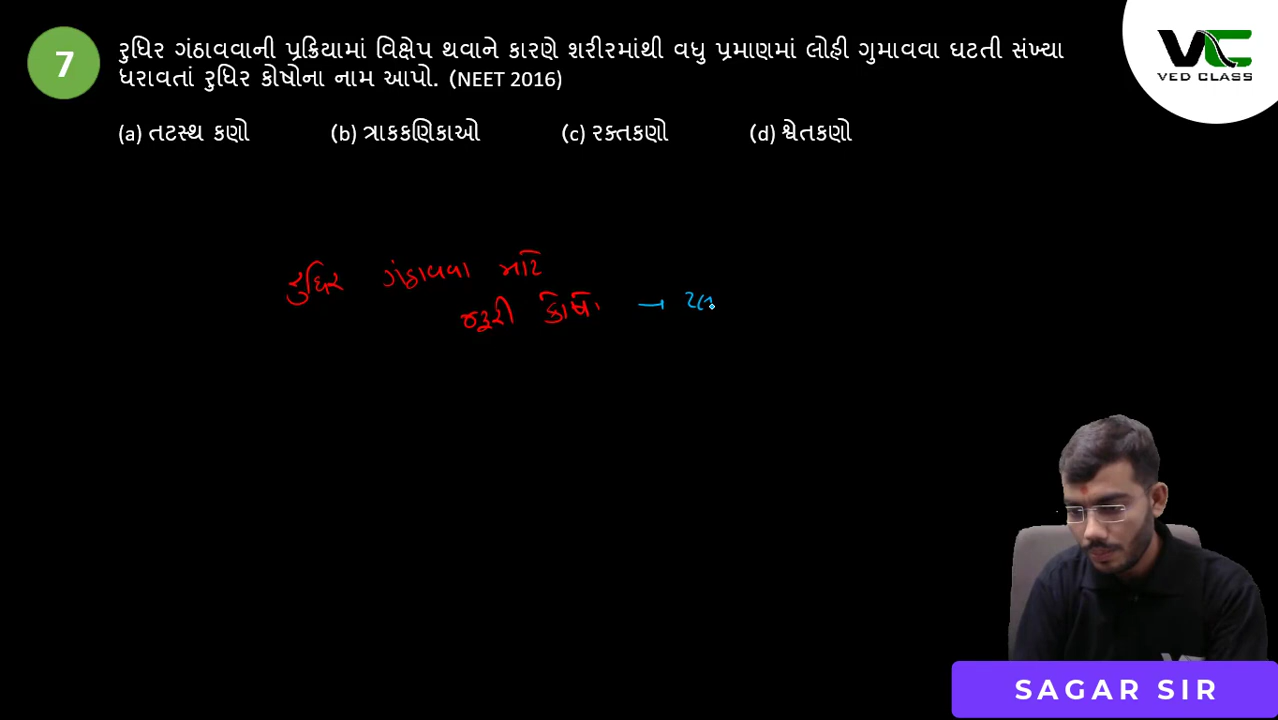 7
રુધિર ગંઠાવવાની પ્રક્રિયામાં વિક્ષેપ થવાને કારણે શરીરમાંથી વધુ પ્રમાણમાં લોહી ગુમાવવા ઘટતી સંખ્યા
ધરાવતાં રુધિર કોષોના નામ આપો. (NEET 2016)
(a) તટસ્થ કણો (b) ત્રાકકણિકાઓ (c) રક્તકણો (d) શ્વેતકણો
VC
VED CLASS
રુધિર ગંઠાવવા માટે
જરૂરી કોષો →
SAGAR SIR